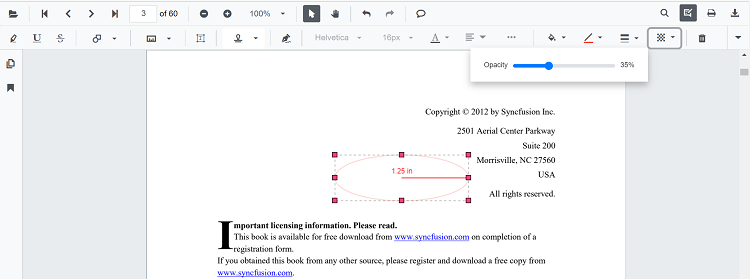 3 of 60 100%
U S T Helvetica 16px A
Opacity 35%
Copyright © 2012 by Syncfusion Inc.
2501 Aerial Center Parkway
Suite 200
Morrisville, NC 27560
1.25 in
USA
All rights reserved.
Important licensing information. Please read.
This book is available for free download from www.syncfusion.com on completion of a
registration form.
If you obtained this book from any other source, please register and download a free copy from
www.syncfusion.com.